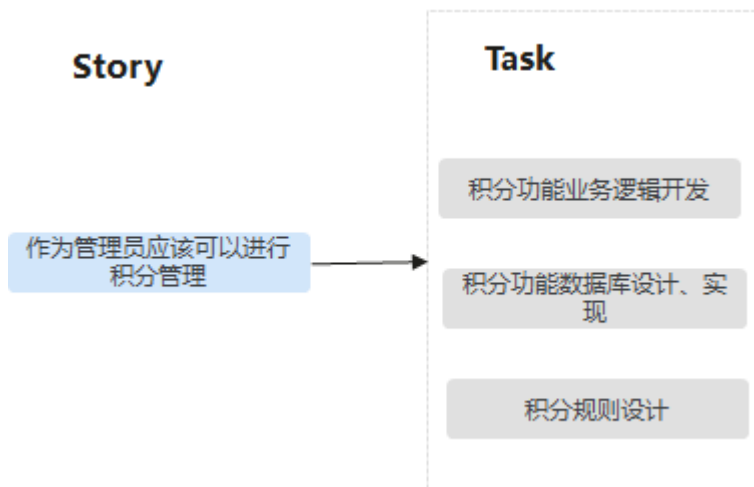 Story
Task
积分功能业务逻辑开发
作为管理员应该可以进行
积分管理
积分功能数据库设计、实
现
积分规则设计